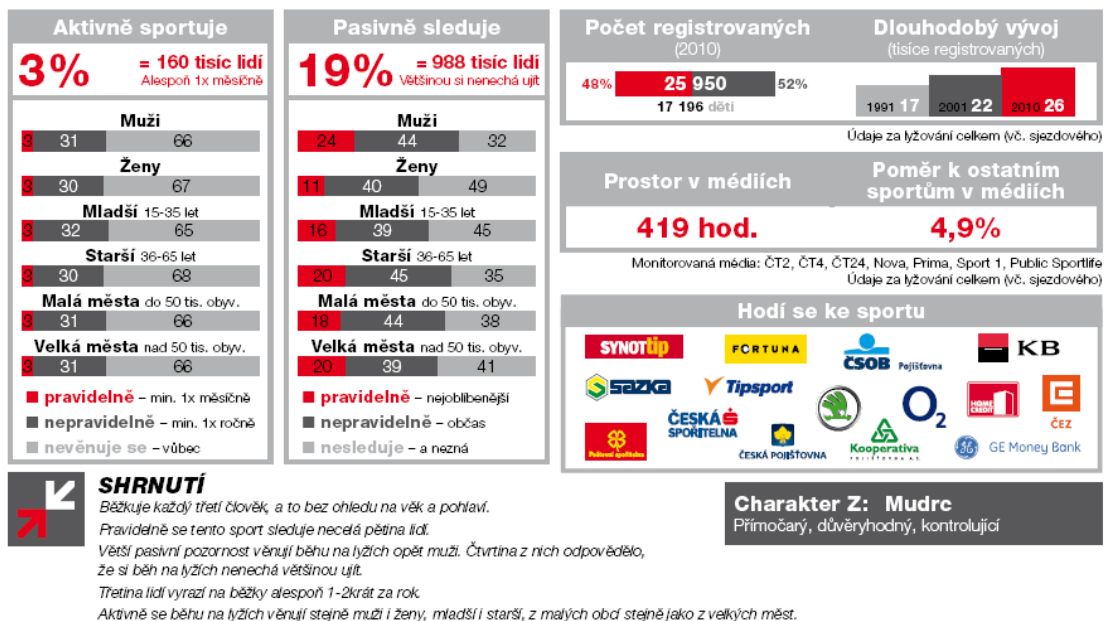 Aktivně sportuje
3%
= 160 tisíc lidí
Alespoň 1x měsíčně
Muži
3 31 66
Ženy
3 30 67
Mladší 15-35 let
3 32 65
Starší 36-65 let
3 30 68
Malá města do 50 tis. obyv.
3 31 66
Velká města nad 50 tis. obyv.
3 31 66
pravidelně – min. 1x měsíčně
nepravidelně – min. 1x ročně
nevěnuje se – vůbec
Pasivně sleduje
19%
= 988 tisíc lidí
Většinou si nenechá ujít
Muži
24 44 32
Ženy
11 40 49
Mladší 15-35 let
16 39 45
Starší 36-65 let
20 45 35
Malá města do 50 tis. obyv.
18 44 38
Velká města nad 50 tis. obyv.
20 39 41
pravidelně – nejoblíbenější
nepravidelně – občas
nesleduje – a nezná
Počet registrovaných
(2010)
48% 25 950 52%
17 196 dětí
Dlouhodobý vývoj
(tisíce registrovaných)
1991 17 2001 22 2010 26
Údaje za lyžování celkem (vč. sjezdového)
Prostor v médiích
419 hod.
Poměr k ostatním
sportům v médiích
4,9%
Monitorovaná média: ČT2, ČT4, ČT24, Nova, Prima, Sport 1, Public Sportlife
Údaje za lyžování celkem (vč. sjezdového)
Hodí se ke sportu
SYNOTtip
FORTUNA
ČSOB Pojišťovna
KB
sazka
Tipsport
O2
HOME CREDIT
ČEZ
Poštovní spořitelna
ČESKÁ
SPOŘITELNA
ČESKÁ POJIŠŤOVNA
Kooperativa
POJIŠŤOVNA, A.S.
GE Money Bank
SHRNUTÍ
Běžkuje každý třetí člověk, a to bez ohledu na věk a pohlaví.
Pravidelně se tento sport sleduje necelá pětina lidí.
Větší pasivní pozornost věnují běhu na lyžích opět muži. Čtvrtina z nich odpovědělo,
že si běh na lyžích nenechá většinou ujít.
Třetina lidí vyrazí na běžky alespoň 1-2krát za rok.
Aktivně se běhu na lyžích věnují stejně muži i ženy, mladší i starší, z malých obcí stejně jako z velkých měst.
Charakter Z: Mudrc
Přímočarý, důvěryhodný, kontrolující